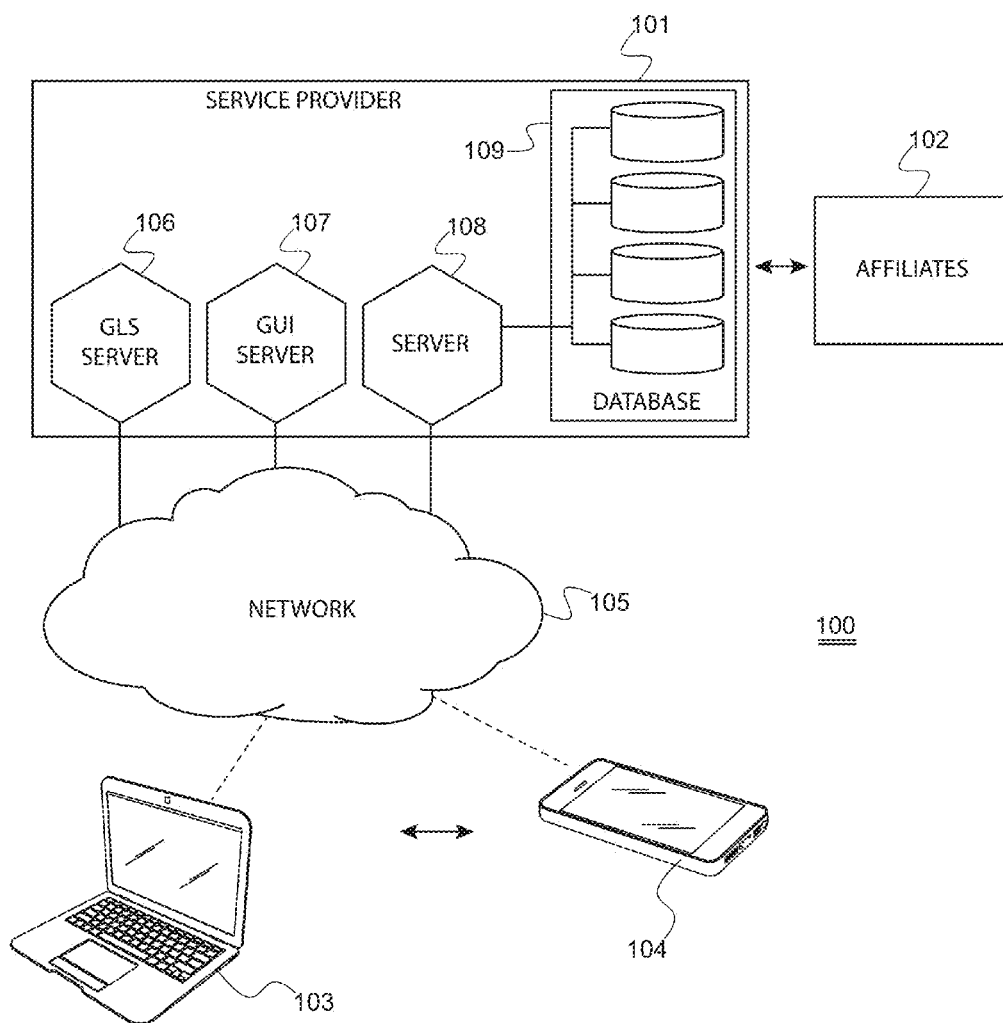 101
SERVICE PROVIDER
109
102
106
107
108
GLS
SERVER
GUI
SERVER
SERVER
AFFILIATES
DATABASE
NETWORK
105
100
104
103